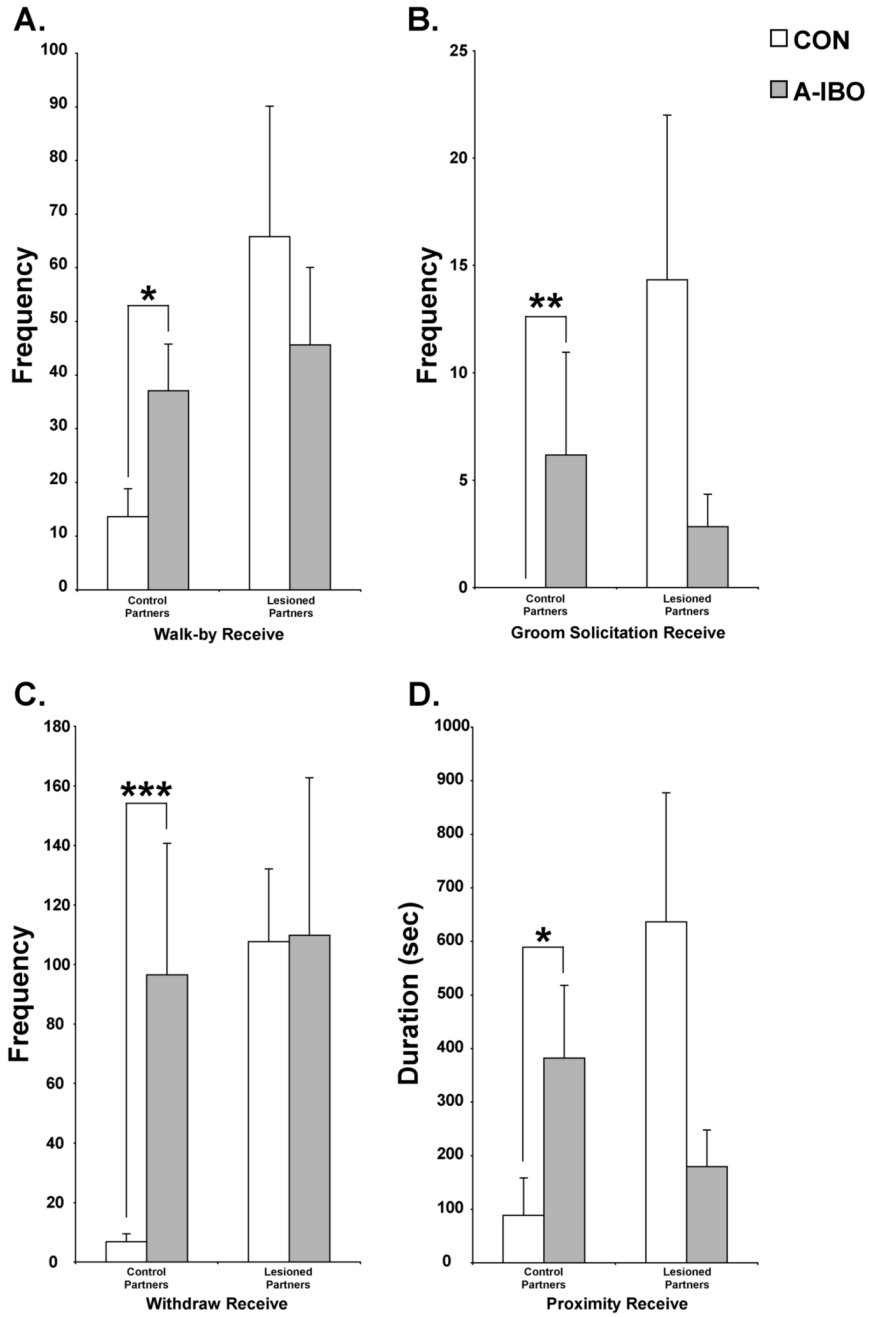 A.
100
90
80
70
60
50
40
30
20
10
0
Frequency
*
Control
Partners
Lesioned
Partners
Walk-by Receive
B.
CON
A-IBO
25
20
15
10
5
0
Frequency
**
Control
Partners
Lesioned
Partners
Groom Solicitation Receive
C.
180
160
140
120
100
80
60
40
20
0
Frequency
***
Control
Partners
Lesioned
Partners
Withdraw Receive
D.
1000
900
800
700
600
500
400
300
200
100
0
Duration (sec)
*
Control
Partners
Lesioned
Partners
Proximity Receive